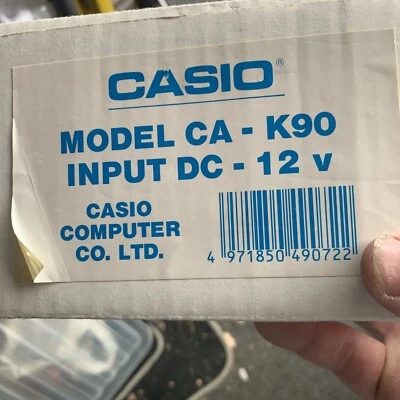 CASIO®
MODEL CA - K90
INPUT DC - 12 v
CASIO
COMPUTER
CO. LTD.
4 971850 490722